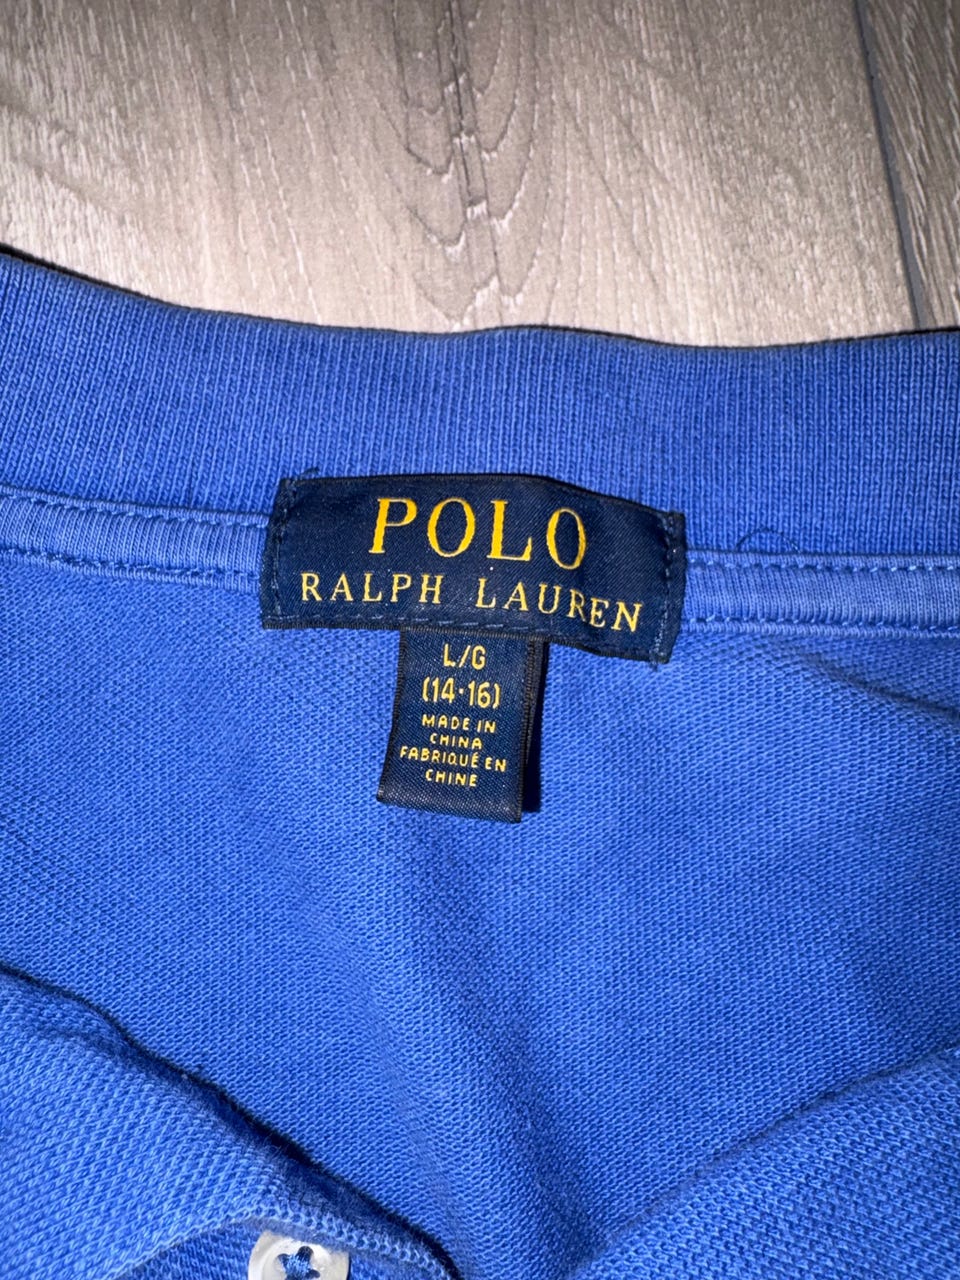 POLO
RALPH LAUREN
L/G
(14·16)
MADE IN
CHINA
FABRIQUÉ EN
CHINE